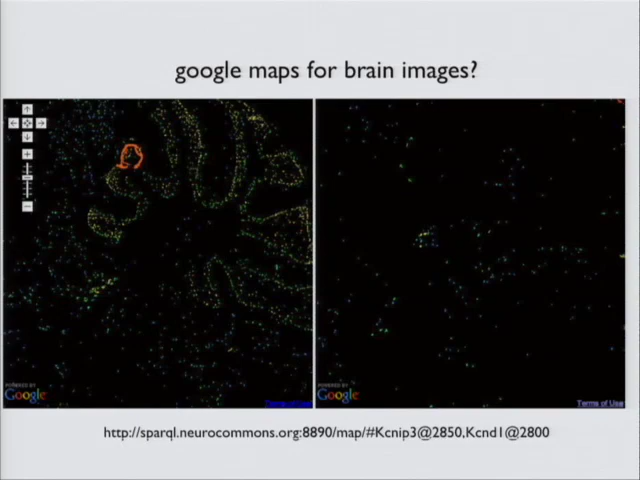 google maps for brain images?
POWERED BY
Google
Terms of Use
POWERED BY
Google
Terms of Use
http://sparql.neurocommons.org:8890/map/#Kcnip3@2850,Kcnd1@2800